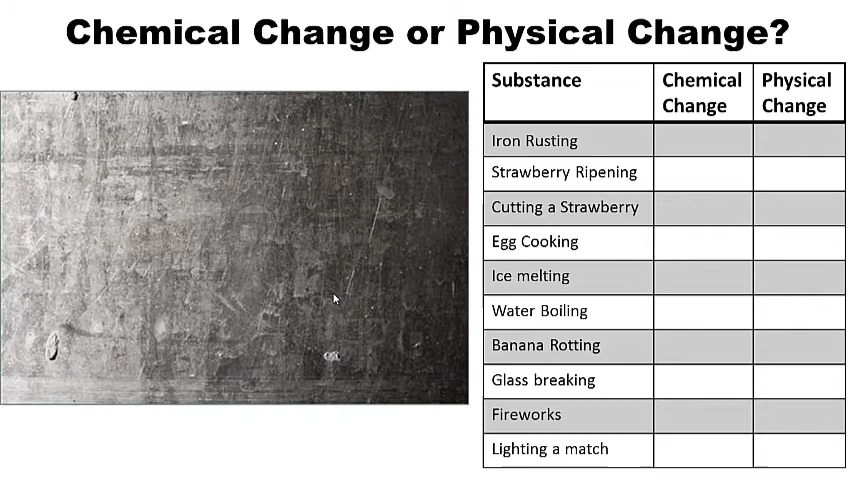 Chemical Change or Physical Change?
Substance
Chemical
Change
Physical
Change
Iron Rusting
Strawberry Ripening
Cutting a Strawberry
Egg Cooking
Ice melting
Water Boiling
Banana Rotting
Glass breaking
Fireworks
Lighting a match